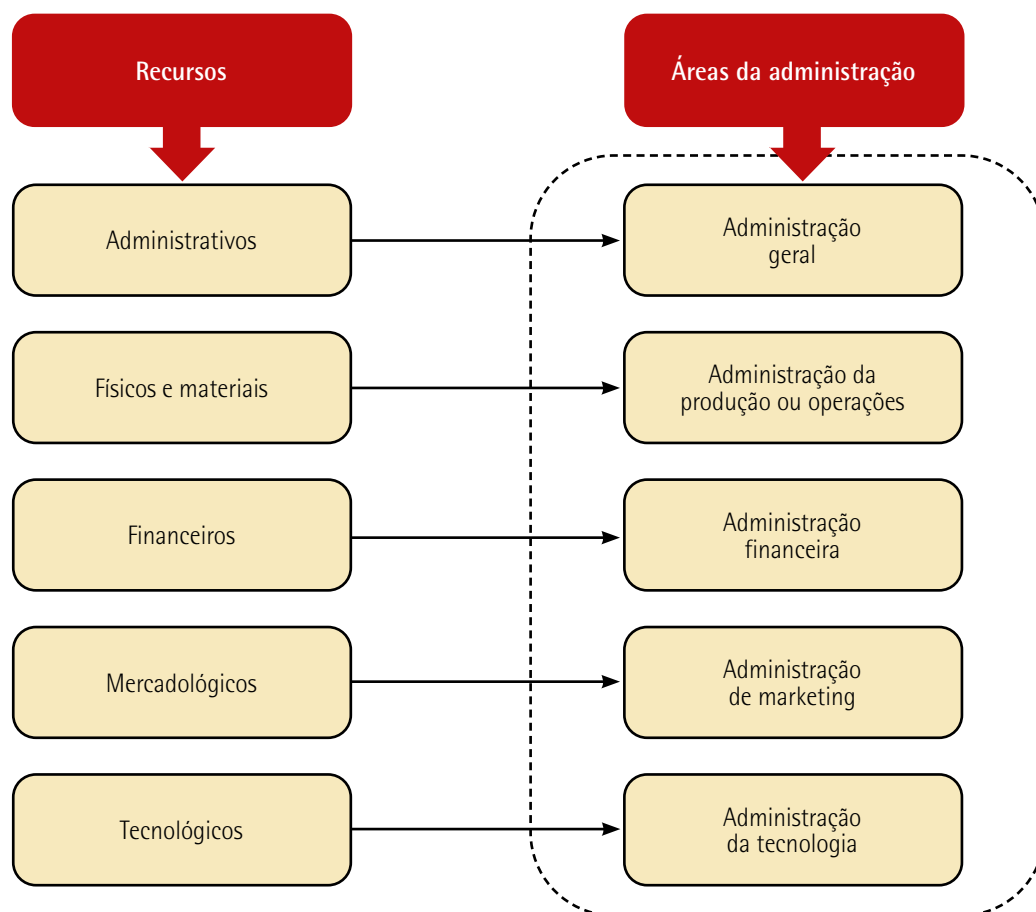 Recursos
Áreas da administração
Administrativos
Administração
geral
Físicos e materiais
Administração da
produção ou operações
Financeiros
Administração
financeira
Mercadológicos
Administração
de marketing
Tecnológicos
Administração
da tecnologia